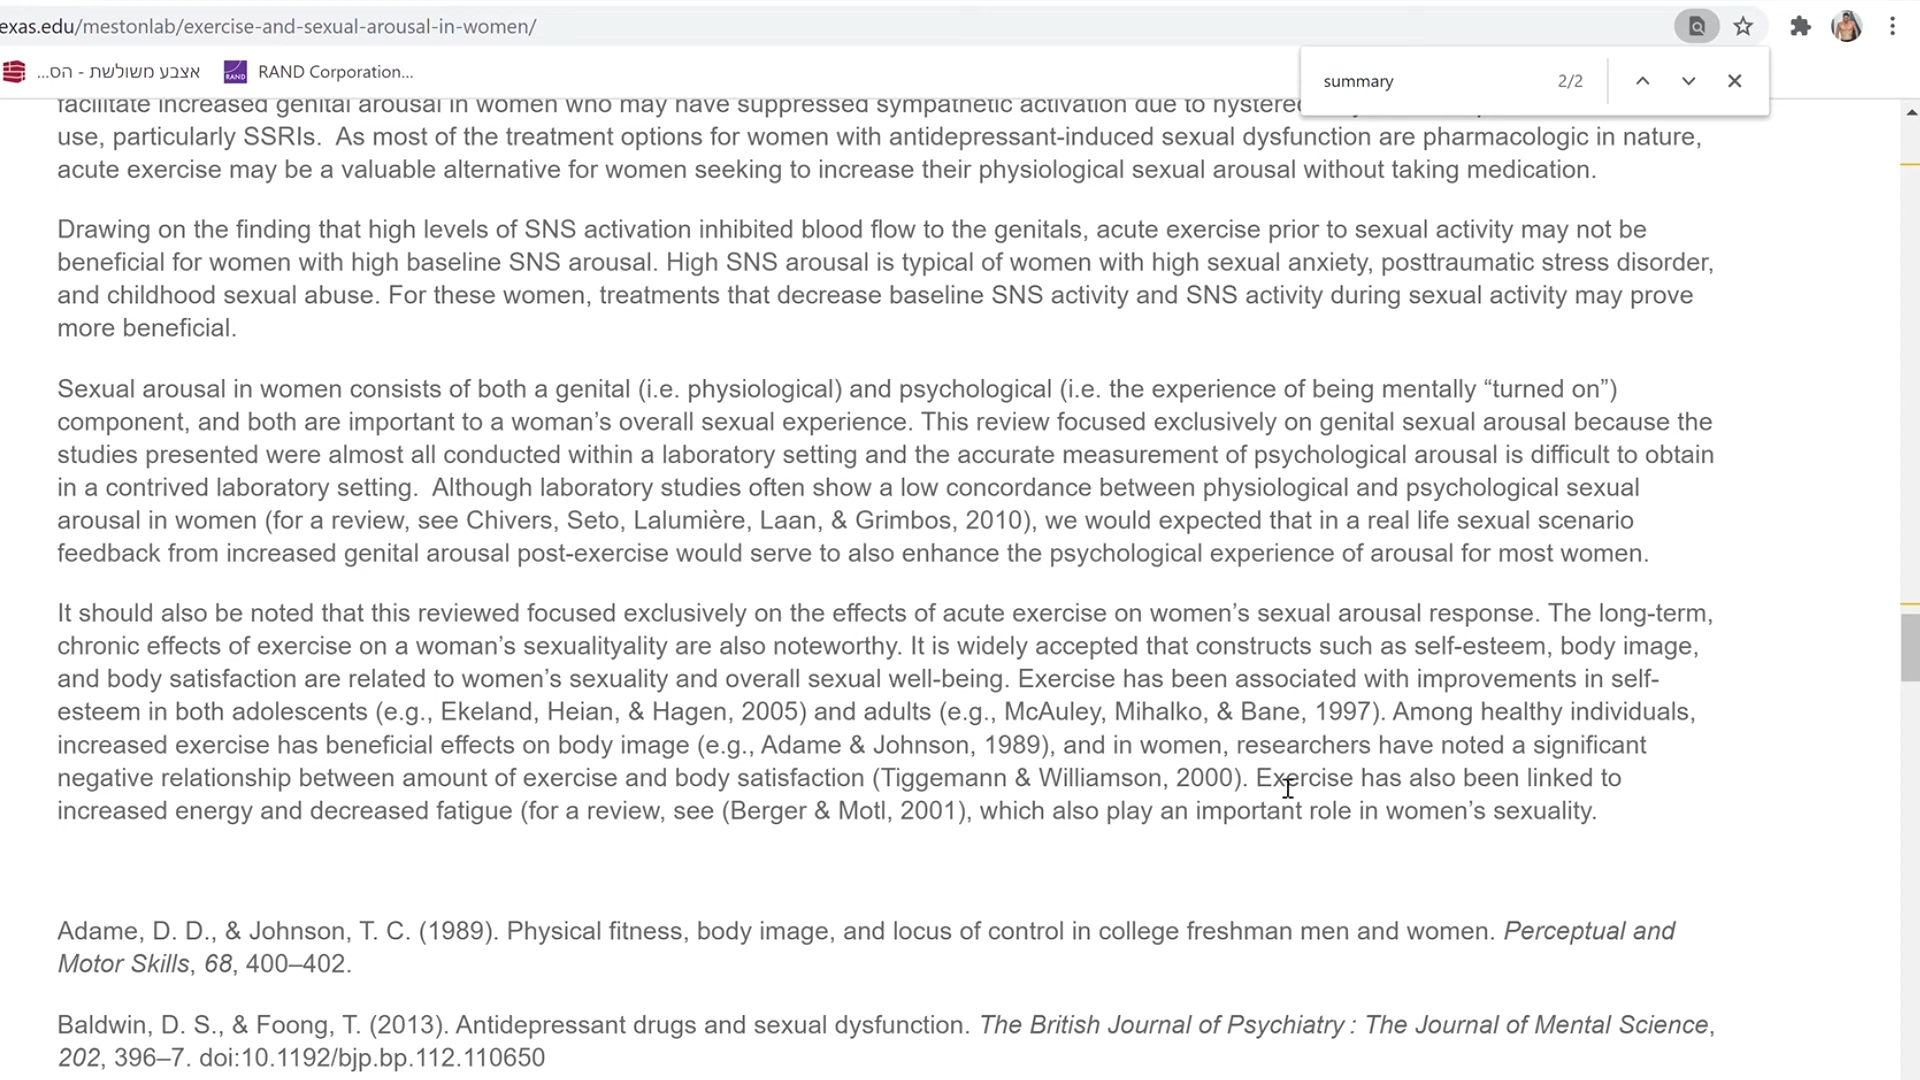 exas.edu/mestonlab/exercise-and-sexual-arousal-in-women/
...אצבע משולשת - הס
RAND
RAND Corporation...
summary
2/2
facilitate increased genital arousal in women who may have suppressed sympathetic activation due to
use, particularly SSRIs.  As most of the treatment options for women with antidepressant-induced sexual dysfunction are pharmacologic in nature,
acute exercise may be a valuable alternative for women seeking to increase their physiological sexual arousal without taking medication.
Drawing on the finding that high levels of SNS activation inhibited blood flow to the genitals, acute exercise prior to sexual activity may not be
beneficial for women with high baseline SNS arousal. High SNS arousal is typical of women with high sexual anxiety, posttraumatic stress disorder,
and childhood sexual abuse. For these women, treatments that decrease baseline SNS activity and SNS activity during sexual activity may prove
more beneficial.
Sexual arousal in women consists of both a genital (i.e. physiological) and psychological (i.e. the experience of being mentally “turned on”)
component, and both are important to a woman’s overall sexual experience. This review focused exclusively on genital sexual arousal because the
studies presented were almost all conducted within a laboratory setting and the accurate measurement of psychological arousal is difficult to obtain
in a contrived laboratory setting.  Although laboratory studies often show a low concordance between physiological and psychological sexual
arousal in women (for a review, see Chivers, Seto, Lalumière, Laan, & Grimbos, 2010), we would expected that in a real life sexual scenario
feedback from increased genital arousal post-exercise would serve to also enhance the psychological experience of arousal for most women.
It should also be noted that this reviewed focused exclusively on the effects of acute exercise on women’s sexual arousal response. The long-term,
chronic effects of exercise on a woman’s sexualityality are also noteworthy. It is widely accepted that constructs such as self-esteem, body image,
and body satisfaction are related to women’s sexuality and overall sexual well-being. Exercise has been associated with improvements in self-
esteem in both adolescents (e.g., Ekeland, Heian, & Hagen, 2005) and adults (e.g., McAuley, Mihalko, & Bane, 1997). Among healthy individuals,
increased exercise has beneficial effects on body image (e.g., Adame & Johnson, 1989), and in women, researchers have noted a significant
negative relationship between amount of exercise and body satisfaction (Tiggemann & Williamson, 2000). Exercise has also been linked to
increased energy and decreased fatigue (for a review, see (Berger & Motl, 2001), which also play an important role in women’s sexuality.
Adame, D. D., & Johnson, T. C. (1989). Physical fitness, body image, and locus of control in college freshman men and women. Perceptual and
Motor Skills, 68, 400–402.
Baldwin, D. S., & Foong, T. (2013). Antidepressant drugs and sexual dysfunction. The British Journal of Psychiatry : The Journal of Mental Science,
202, 396–7. doi:10.1192/bjp.bp.112.110650